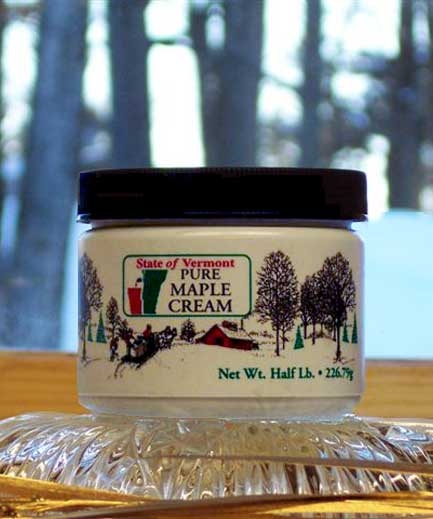 State of Vermont
PURE
MAPLE
CREAM
Net Wt. Half Lb. • 226.79g